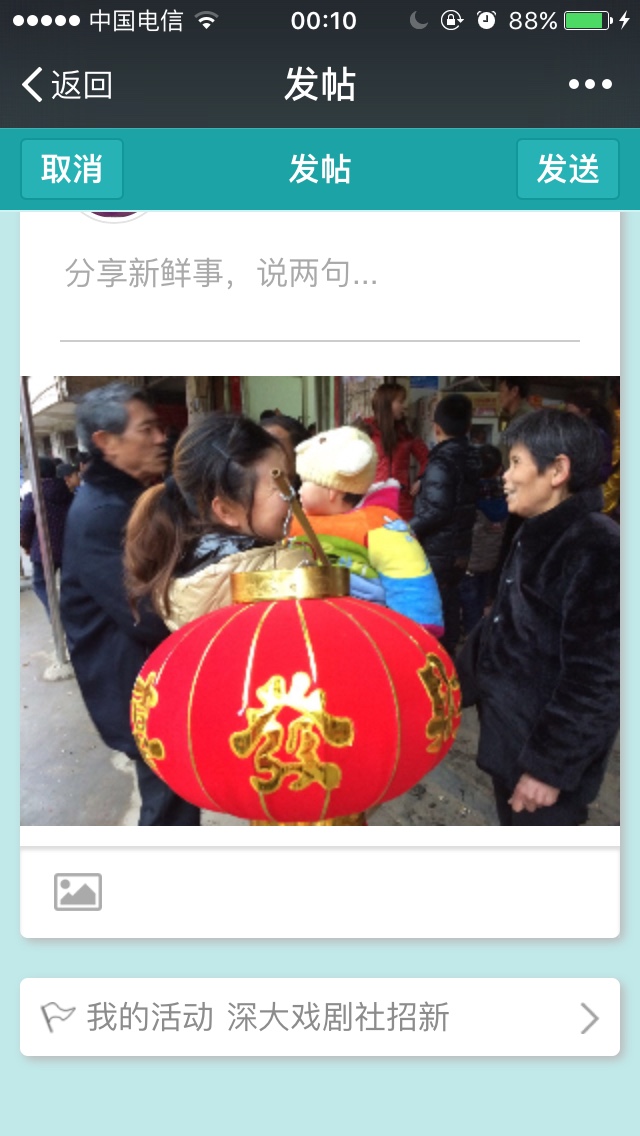 中国电信 00:10 88%
返回 发帖
取消 发帖 发送
分享新鲜事，说两句...
發
我的活动 深大戏剧社招新